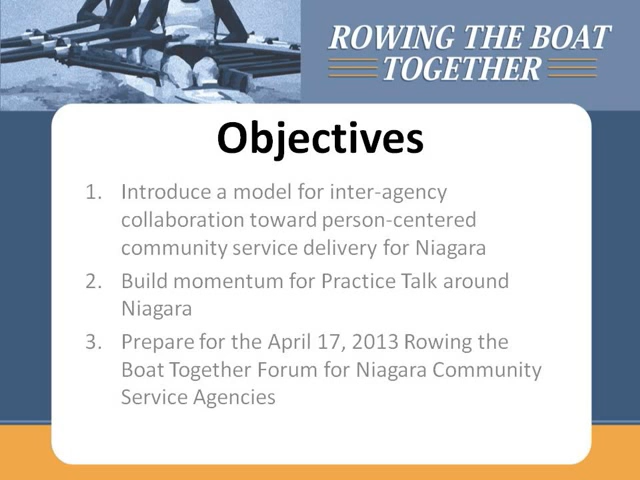 ROWING THE BOAT
TOGETHER
Objectives
1. Introduce a model for inter-agency
collaboration toward person-centered
community service delivery for Niagara
2. Build momentum for Practice Talk around
Niagara
3. Prepare for the April 17, 2013 Rowing the
Boat Together Forum for Niagara Community
Service Agencies